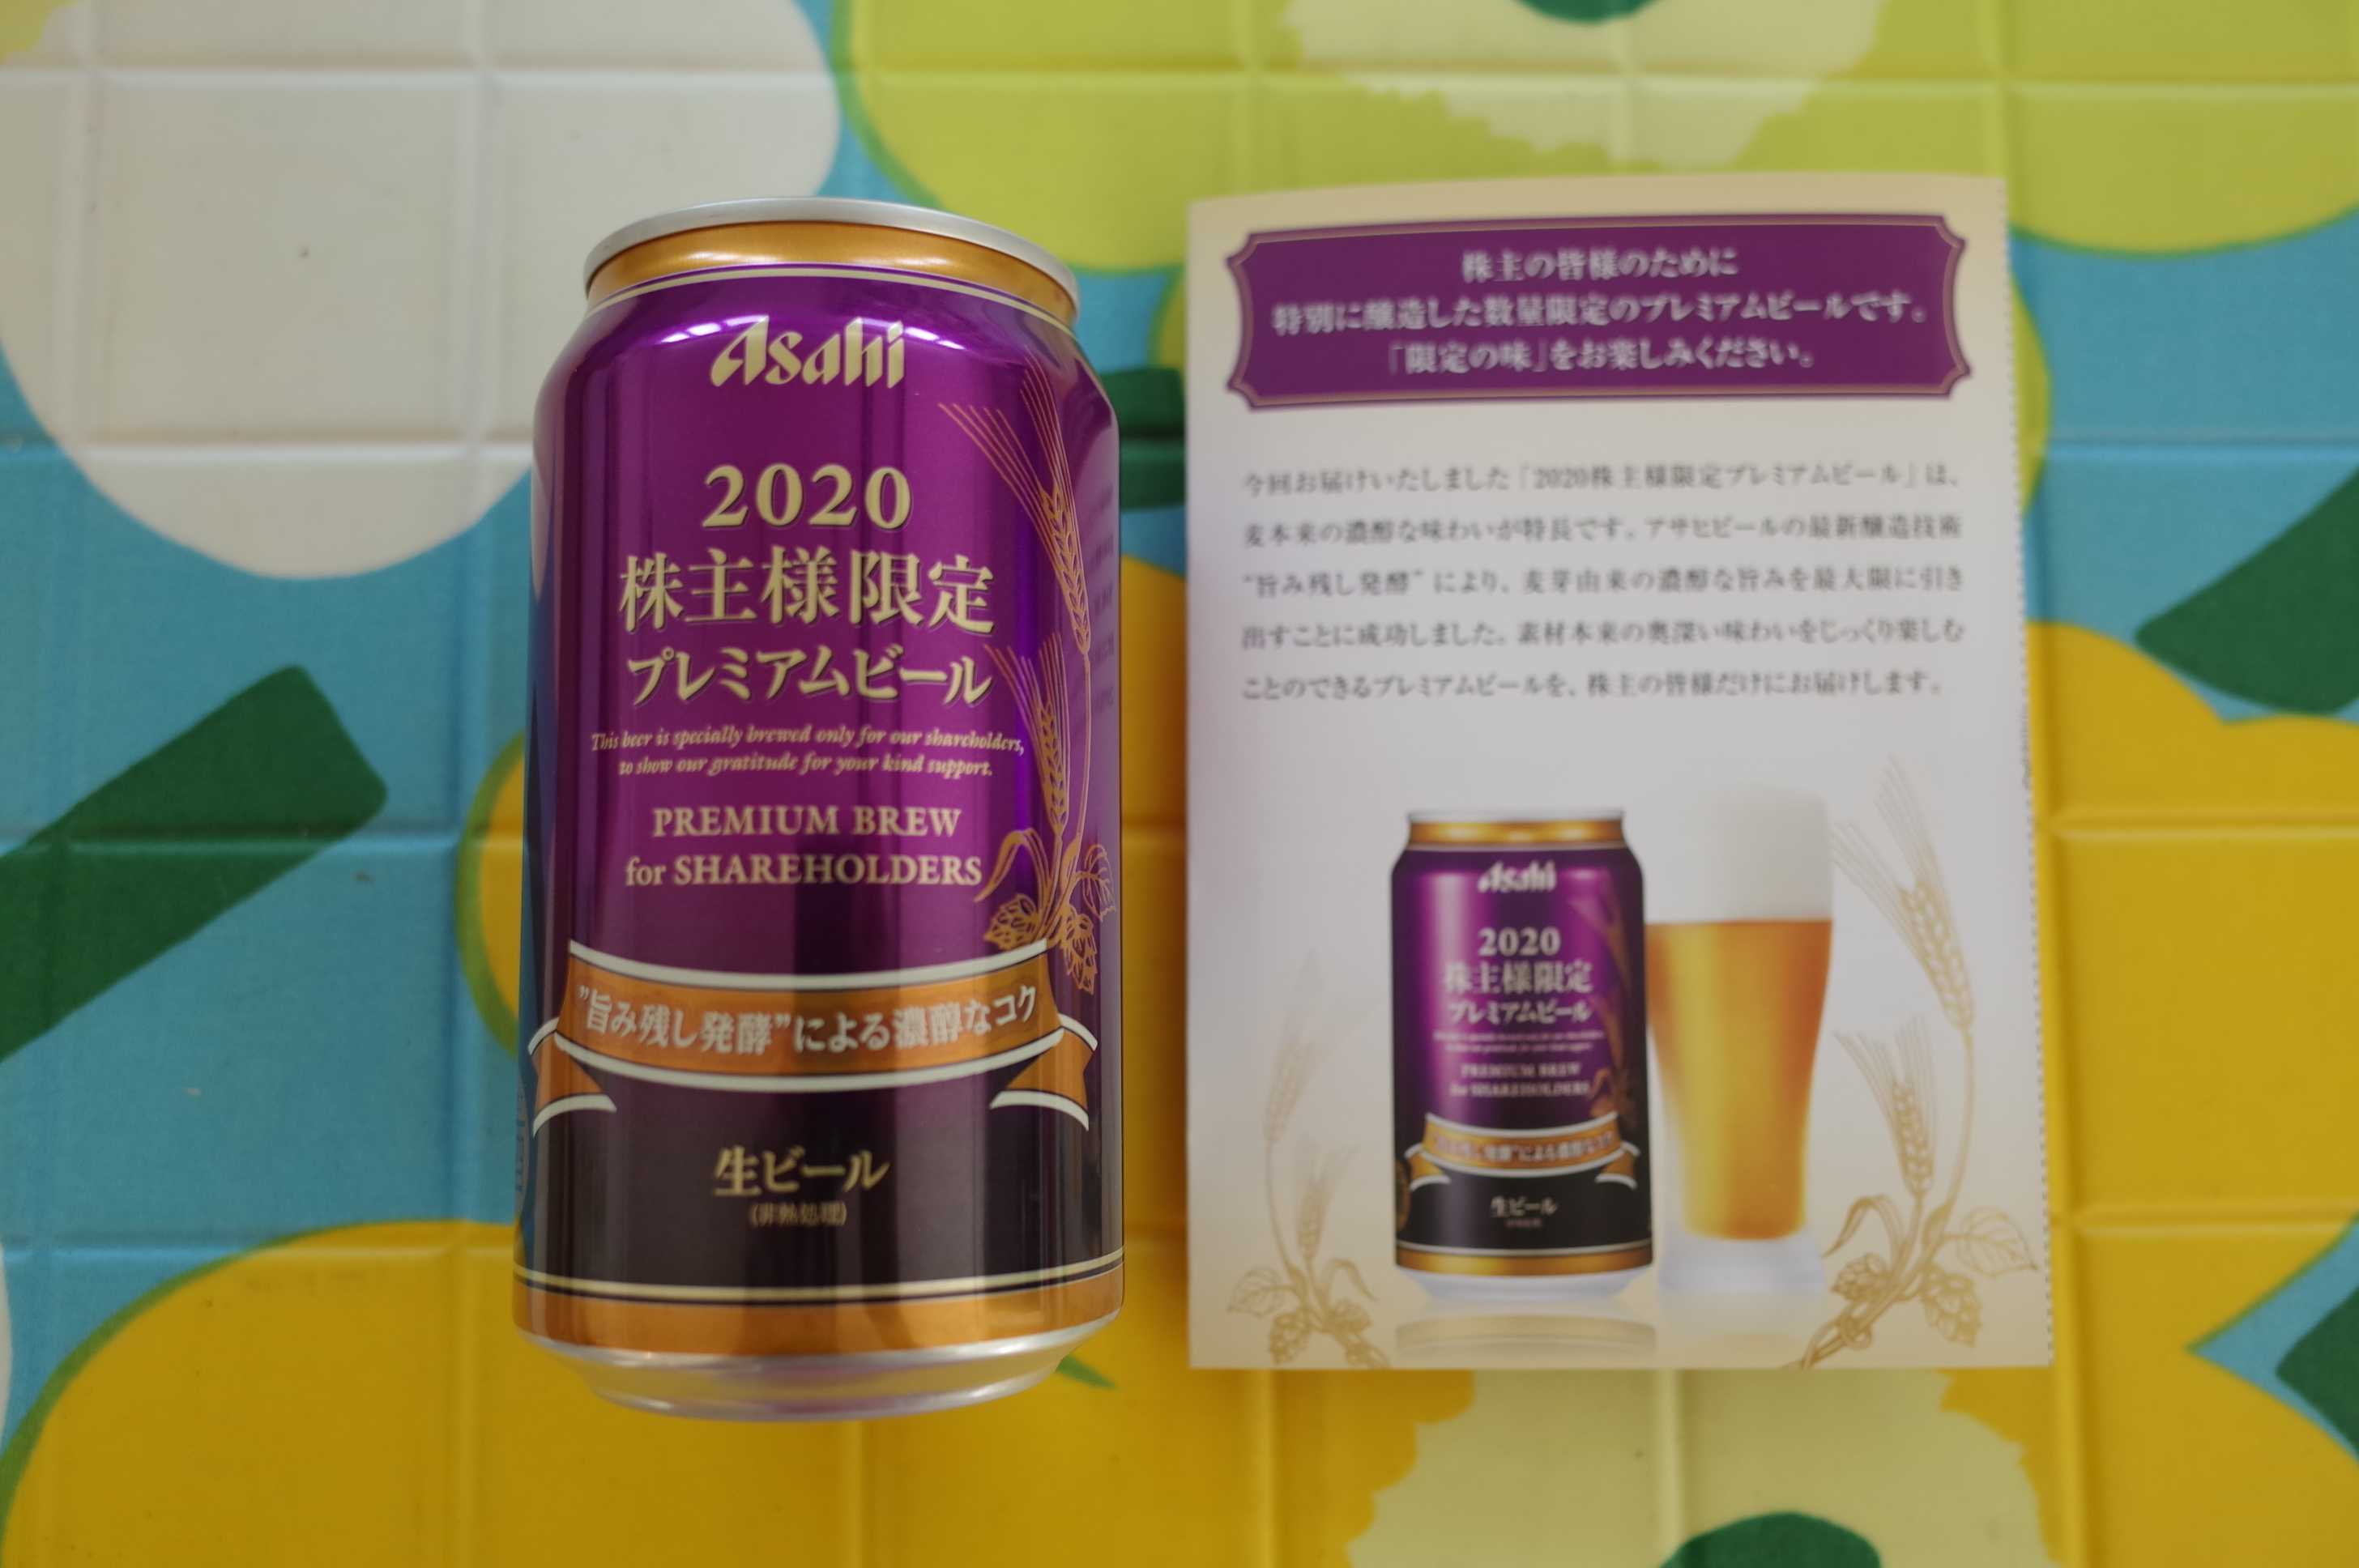 Asahi
2020
株主様限定
プレミアムビール
This beer is specially brewed only for our shareholders,
to show our gratitude for your kind support.
PREMIUM BREW
for SHAREHOLDERS
"旨み残し発酵"による濃醇なコク
生ビール
(非熱処理)
株主の皆様のために
特別に醸造した数量限定のプレミアムビールです。
「限定の味」をお楽しみください。
今回お届けいたしました「2020株主様限定プレミアムビール」は、
麦本来の濃醇な味わいが特長です。アサヒビールの最新醸造技術
"旨み残し発酵"により、麦芽由来の濃醇な旨みを最大限に引き
出すことに成功しました。素材本来の奥深い味わいをじっくり楽しむ
ことのできるプレミアムビールを、株主の皆様だけにお届けします。
Asahi
2020
株主様限定
プレミアムビール
PREMIUM BREW
for SHAREHOLDERS
発酵"による濃醇なコク
生ビール